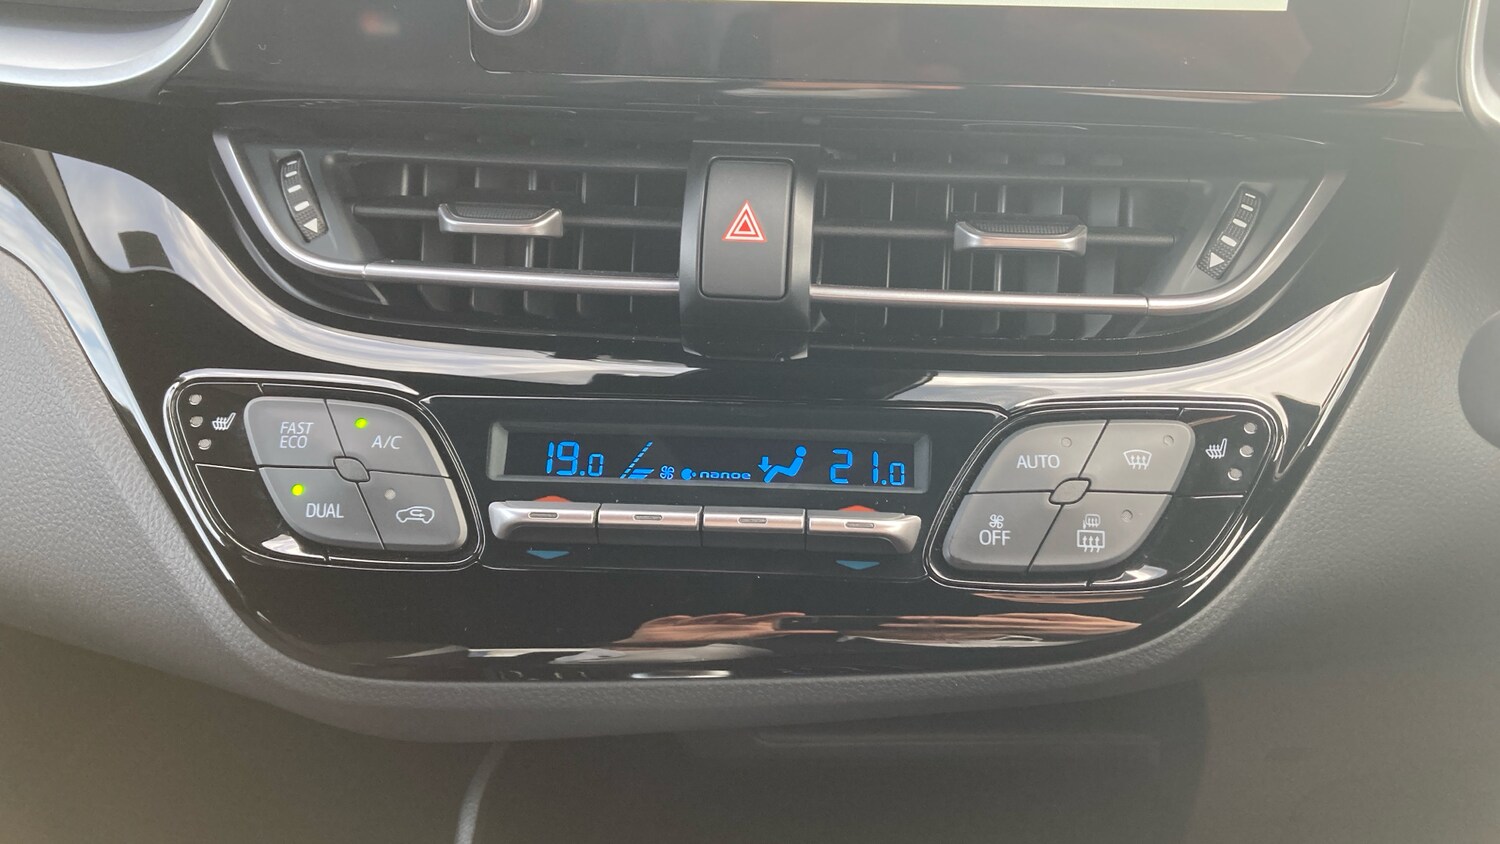 FAST
ECO
A/C
DUAL
19.0
nanoe
21.0
AUTO
OFF